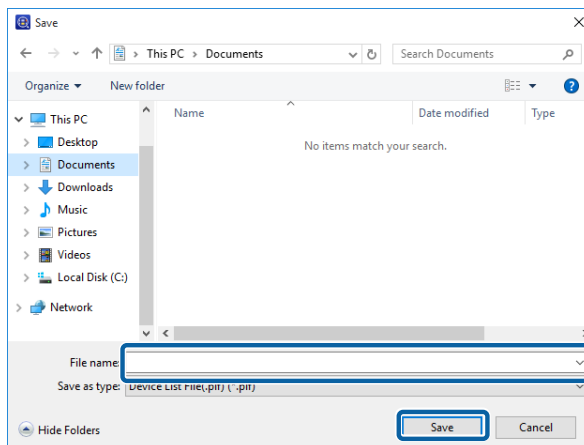 Save
This PC > Documents
Search Documents
Organize
New folder
Name
Date modified
Type
This PC
Desktop
Documents
Downloads
Music
Pictures
Videos
Local Disk (C:)
Network
No items match your search.
File name:
Save as type: Device List File(.plf) (*.plf)
Hide Folders
Save
Cancel